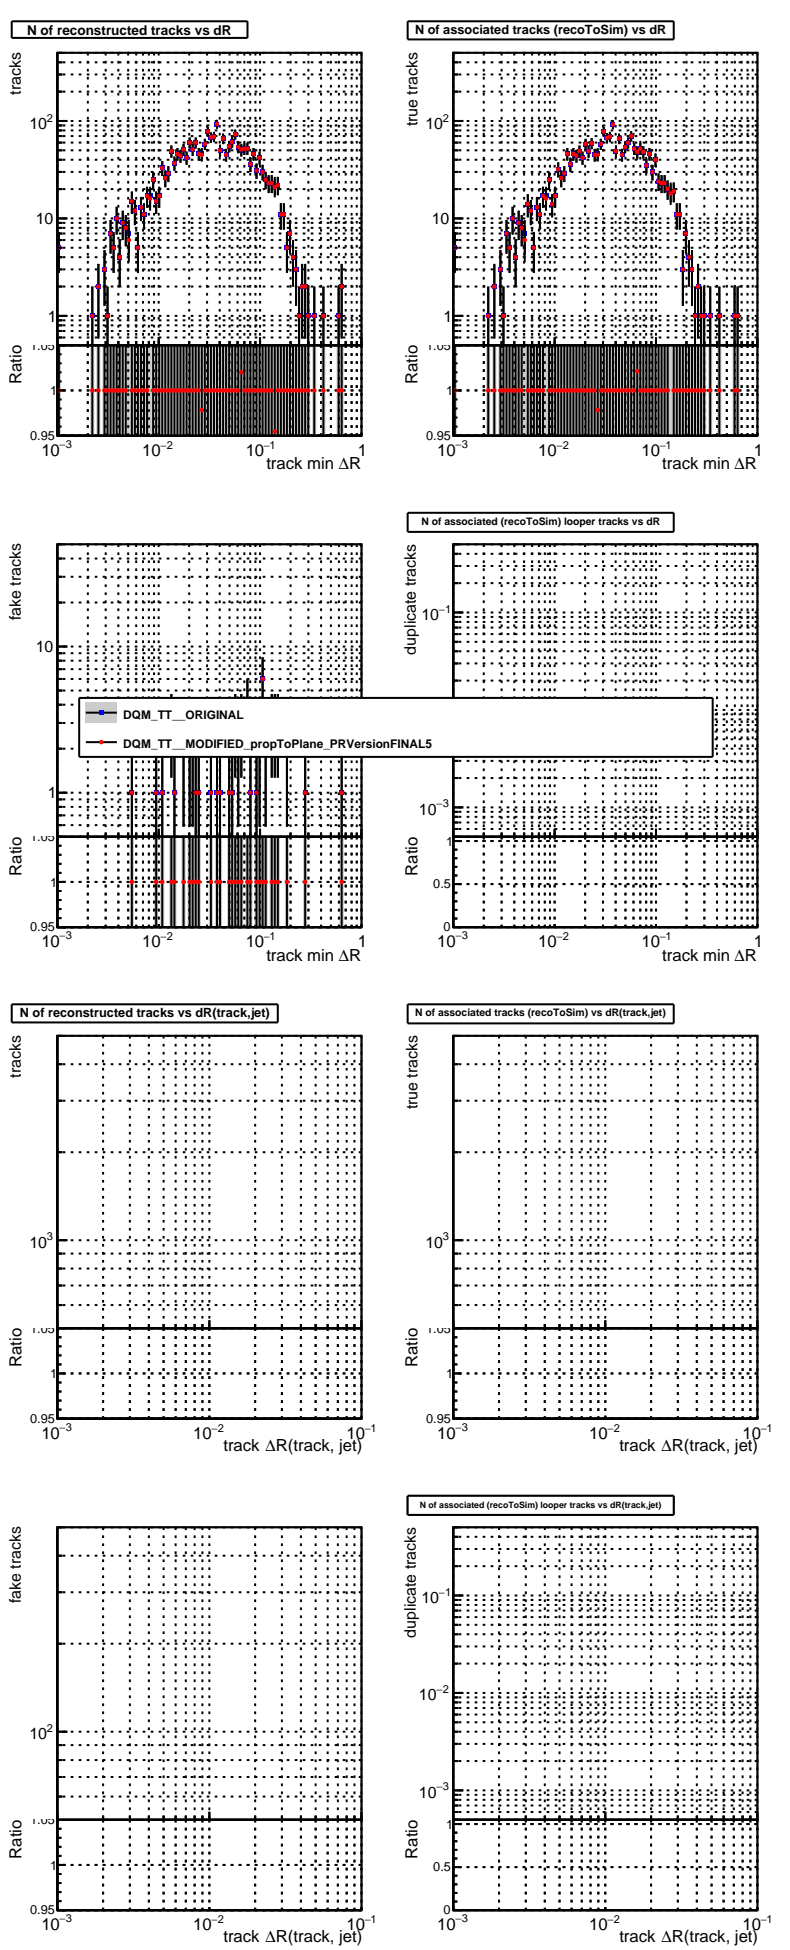 N of reconstructed tracks vs dR
tracks
10²
10
1
1.05
Ratio
1
0.95
10⁻³ 10⁻² 10⁻¹ 1
track min ΔR
N of associated tracks (recoToSim) vs dR
true tracks
10²
10
1
1.05
Ratio
1
0.95
10⁻³ 10⁻² 10⁻¹ 1
track min ΔR
fake tracks
10
1
1.05
Ratio
1
0.95
10⁻³ 10⁻² 10⁻¹ 1
track min ΔR
N of associated (recoToSim) looper tracks vs dR
duplicate tracks
10⁻¹
10⁻³
Ratio
1
0.5
0
10⁻³ 10⁻² 10⁻¹ 1
track min ΔR
DQM_TT__ORIGINAL
DQM_TT__MODIFIED_propToPlane_PRVersionFINAL5
N of reconstructed tracks vs dR(track,jet)
tracks
10³
1.05
Ratio
1
0.95
10⁻³ 10⁻² 10⁻¹
track ΔR(track, jet)
N of associated tracks (recoToSim) vs dR(track,jet)
true tracks
10³
1.05
Ratio
1
0.95
10⁻³ 10⁻² 10⁻¹
track ΔR(track, jet)
fake tracks
10²
1.05
Ratio
1
0.95
10⁻³ 10⁻² 10⁻¹
track ΔR(track, jet)
N of associated (recoToSim) looper tracks vs dR(track,jet)
duplicate tracks
10⁻¹
10⁻²
10⁻³
Ratio
1
0.5
0
10⁻³ 10⁻² 10⁻¹
track ΔR(track, jet)